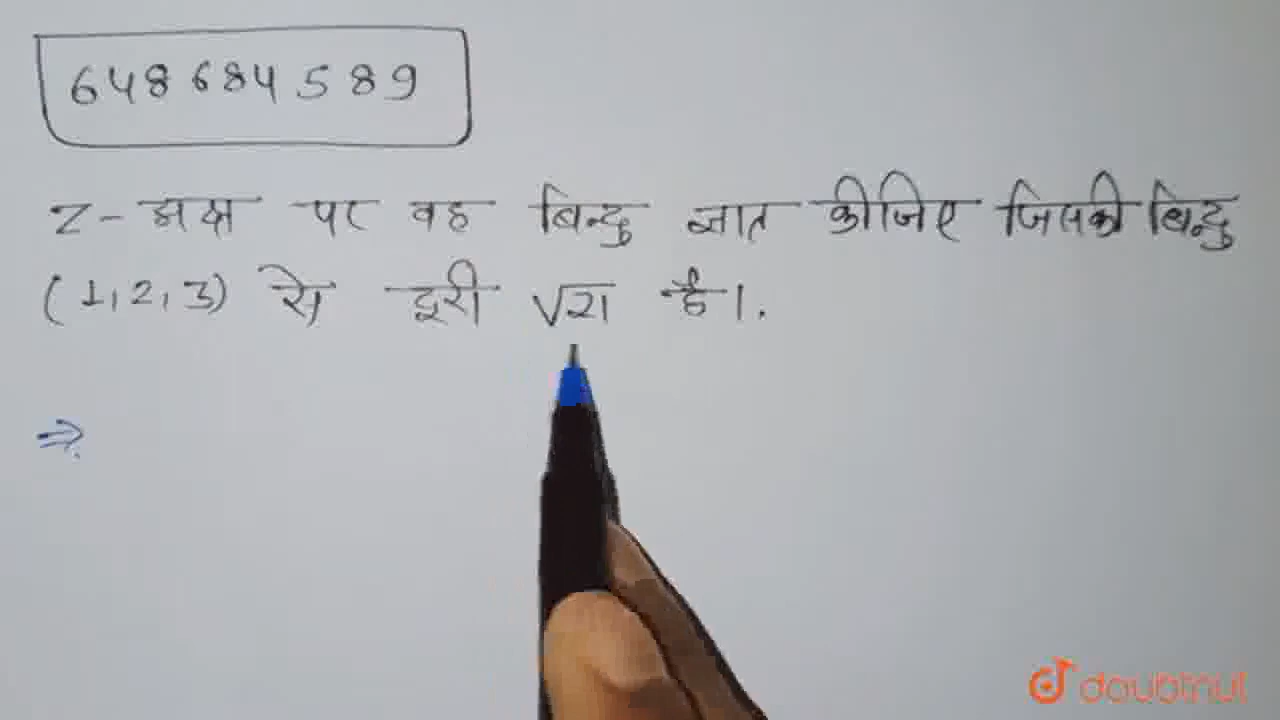 648684589
Z-अक्ष पर वह बिन्दु ज्ञात कीजिए जिसकी बिन्दु
(1,2,3) से दूरी √21 है।.
⇒
doubtnut